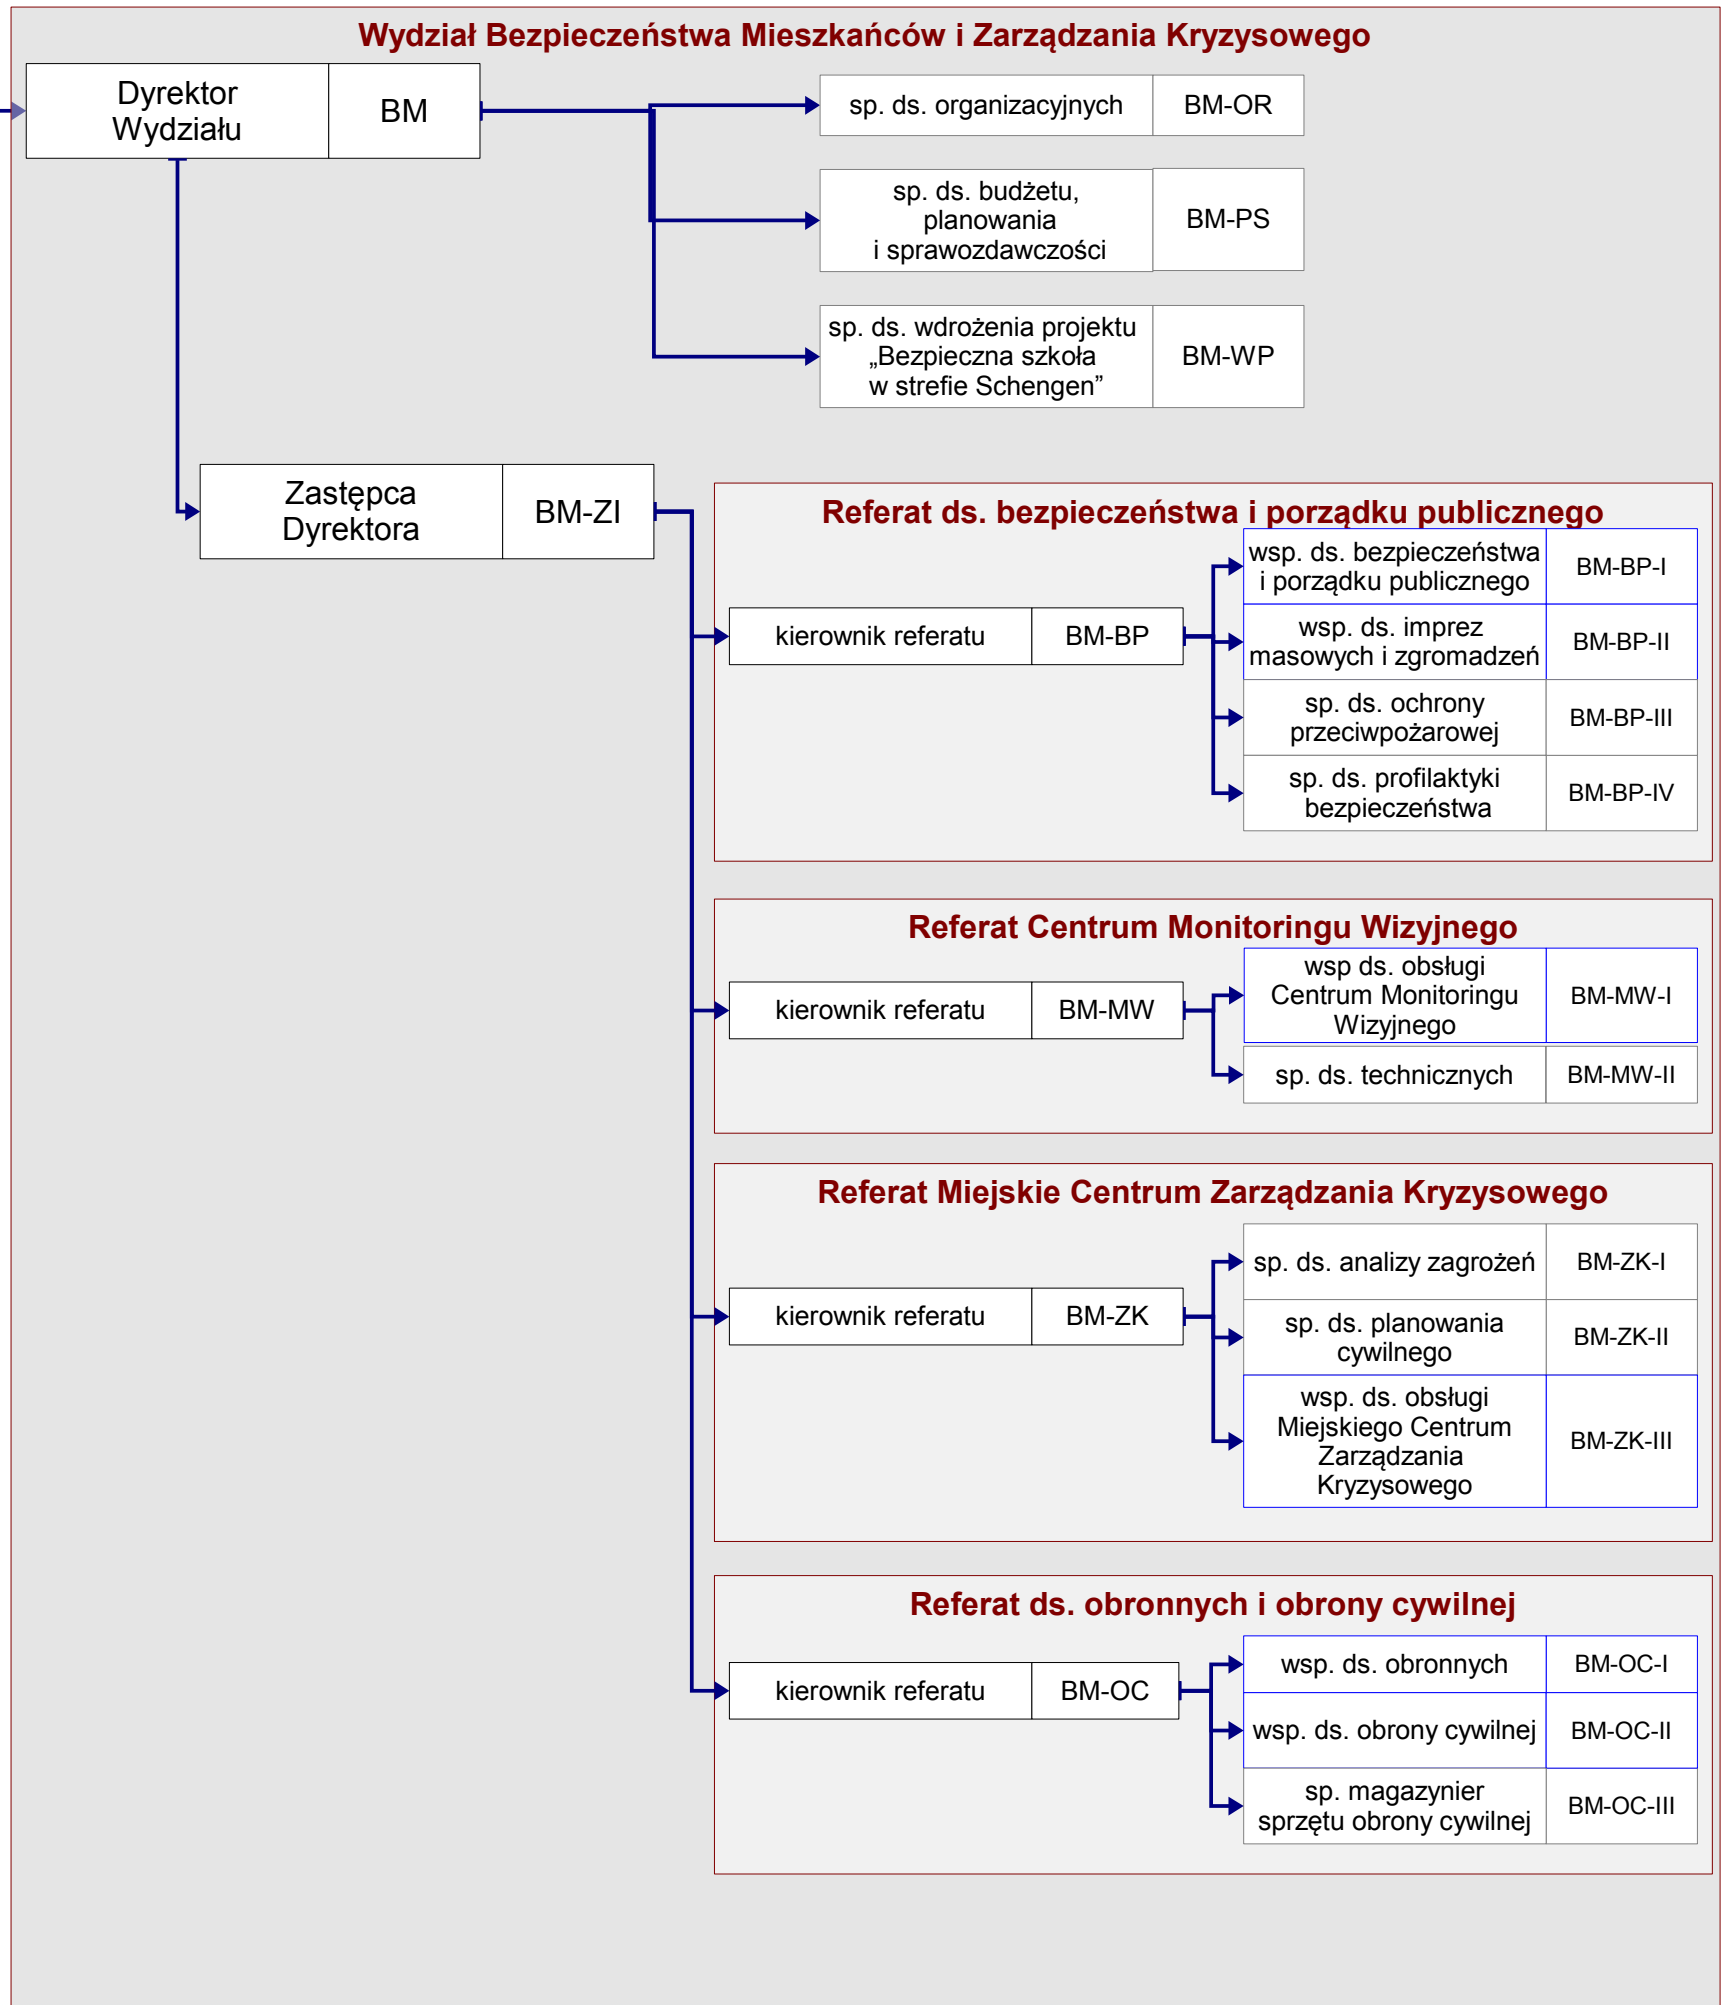 Wydział Bezpieczeństwa Mieszkańców i Zarządzania Kryzysowego
Dyrektor
Wydziału
BM
sp. ds. organizacyjnych
BM-OR
sp. ds. budżetu,
planowania
i sprawozdawczości
BM-PS
sp. ds. wdrożenia projektu
„Bezpieczna szkoła
w strefie Schengen”
BM-WP
Zastępca
Dyrektora
BM-ZI
Referat ds. bezpieczeństwa i porządku publicznego
kierownik referatu
BM-BP
wsp. ds. bezpieczeństwa
i porządku publicznego
BM-BP-I
wsp. ds. imprez
masowych i zgromadzeń
BM-BP-II
sp. ds. ochrony
przeciwpożarowej
BM-BP-III
sp. ds. profilaktyki
bezpieczeństwa
BM-BP-IV
Referat Centrum Monitoringu Wizyjnego
kierownik referatu
BM-MW
wsp ds. obsługi
Centrum Monitoringu
Wizyjnego
BM-MW-I
sp. ds. technicznych
BM-MW-II
Referat Miejskie Centrum Zarządzania Kryzysowego
kierownik referatu
BM-ZK
sp. ds. analizy zagrożeń
BM-ZK-I
sp. ds. planowania
cywilnego
BM-ZK-II
wsp. ds. obsługi
Miejskiego Centrum
Zarządzania
Kryzysowego
BM-ZK-III
Referat ds. obronnych i obrony cywilnej
kierownik referatu
BM-OC
wsp. ds. obronnych
BM-OC-I
wsp. ds. obrony cywilnej
BM-OC-II
sp. magazynier
sprzętu obrony cywilnej
BM-OC-III